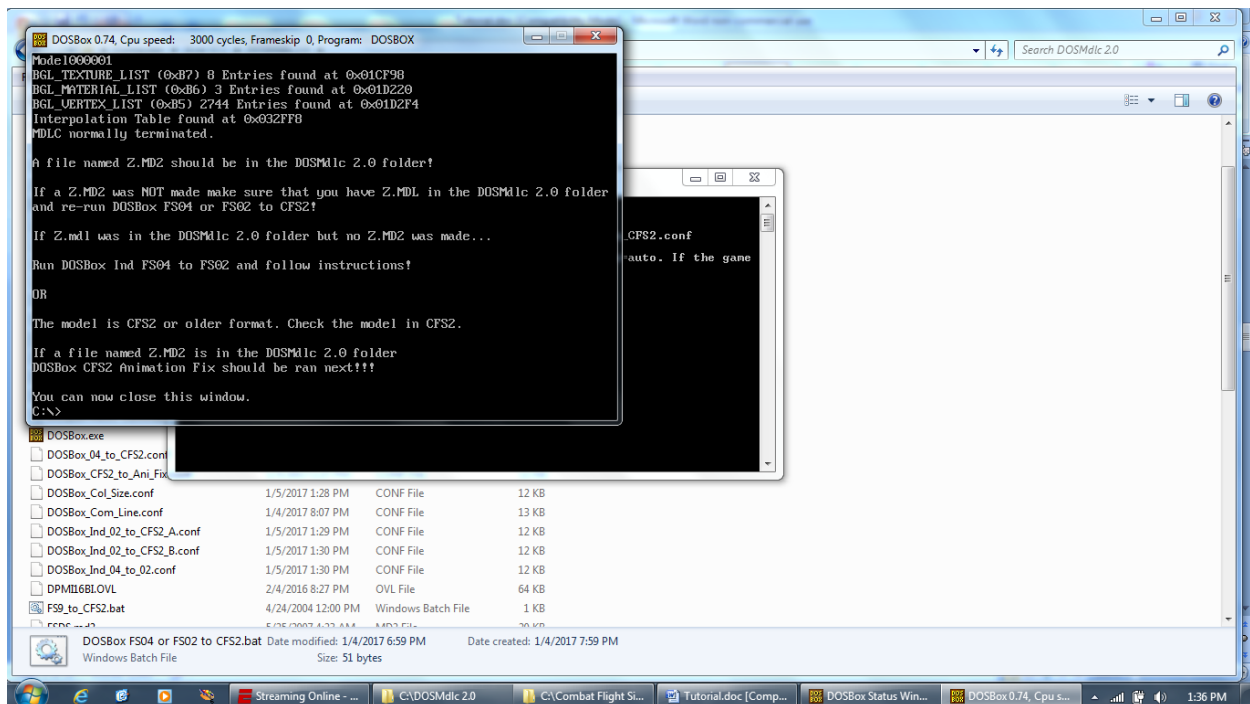 DOSBox 0.74, Cpu speed: 3000 cycles, Frameskip 0, Program: DOSBOX
Model000001
BGL_TEXTURE_LIST (0xB7) 8 Entries found at 0x01CF98
BGL_MATERIAL_LIST (0xB6) 3 Entries found at 0x01D220
BGL_VERTEX_LIST (0xB5) 2744 Entries found at 0x01D2F4
Interpolation Table found at 0x032FF8
MDLC normally terminated.
A file named Z.MD2 should be in the DOSMdlc 2.0 folder!
If a Z.MD2 was NOT made make sure that you have Z.MDL in the DOSMdlc 2.0 folder
and re-run DOSBox FS04 or FS02 to CFS2!
If Z.mdl was in the DOSMdlc 2.0 folder but no Z.MD2 was made...
Run DOSBox Ind FS04 to FS02 and follow instructions!
OR
The model is CFS2 or older format. Check the model in CFS2.
If a file named Z.MD2 is in the DOSMdlc 2.0 folder
DOSBox CFS2 Animation Fix should be ran next!!!
You can now close this window.
C:\>
Search DOSMdlc 2.0
_CFS2.conf
auto. If the game
DOSBox.exe
DOSBox_04_to_CFS2.conf
DOSBox_CFS2_to_Ani_Fix
DOSBox_Col_Size.conf 1/5/2017 1:28 PM CONF File 12 KB
DOSBox_Com_Line.conf 1/4/2017 8:07 PM CONF File 13 KB
DOSBox_Ind_02_to_CFS2_A.conf 1/5/2017 1:29 PM CONF File 12 KB
DOSBox_Ind_02_to_CFS2_B.conf 1/5/2017 1:30 PM CONF File 12 KB
DOSBox_Ind_04_to_02.conf 1/5/2017 1:30 PM CONF File 12 KB
DPMI16BI.OVL 2/4/2016 8:27 PM OVL File 64 KB
FS9_to_CFS2.bat 4/24/2004 12:00 PM Windows Batch File 1 KB
DOSBox FS04 or FS02 to CFS2.bat Date modified: 1/4/2017 6:59 PM Date created: 1/4/2017 7:59 PM
Windows Batch File Size: 51 bytes
Streaming Online - ... C:\DOSMdlc 2.0 C:\Combat Flight Si... Tutorial.doc [Comp... DOSBox Status Win... DOSBox 0.74, Cpu s... 1:36 PM